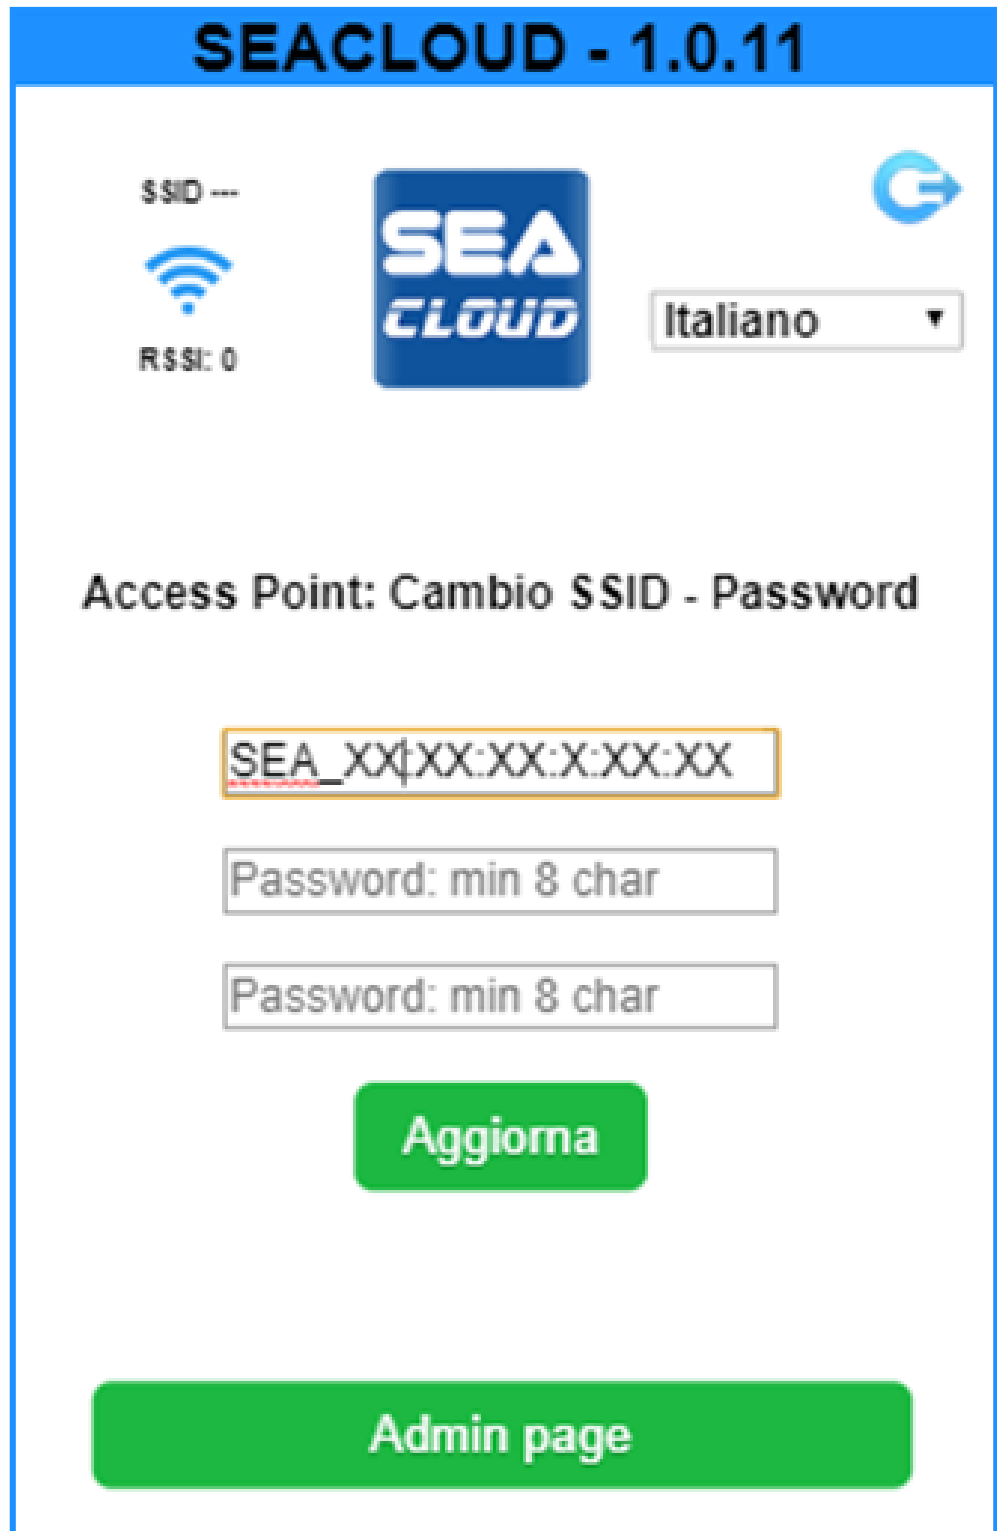 SEACLOUD - 1.0.11
SSID ---
SEA
CLOUD
Italiano
RSSI: 0
Access Point: Cambio SSID - Password
SEA_XX:XX:XX:X:XX:XX
Password: min 8 char
Password: min 8 char
Aggiorna
Admin page